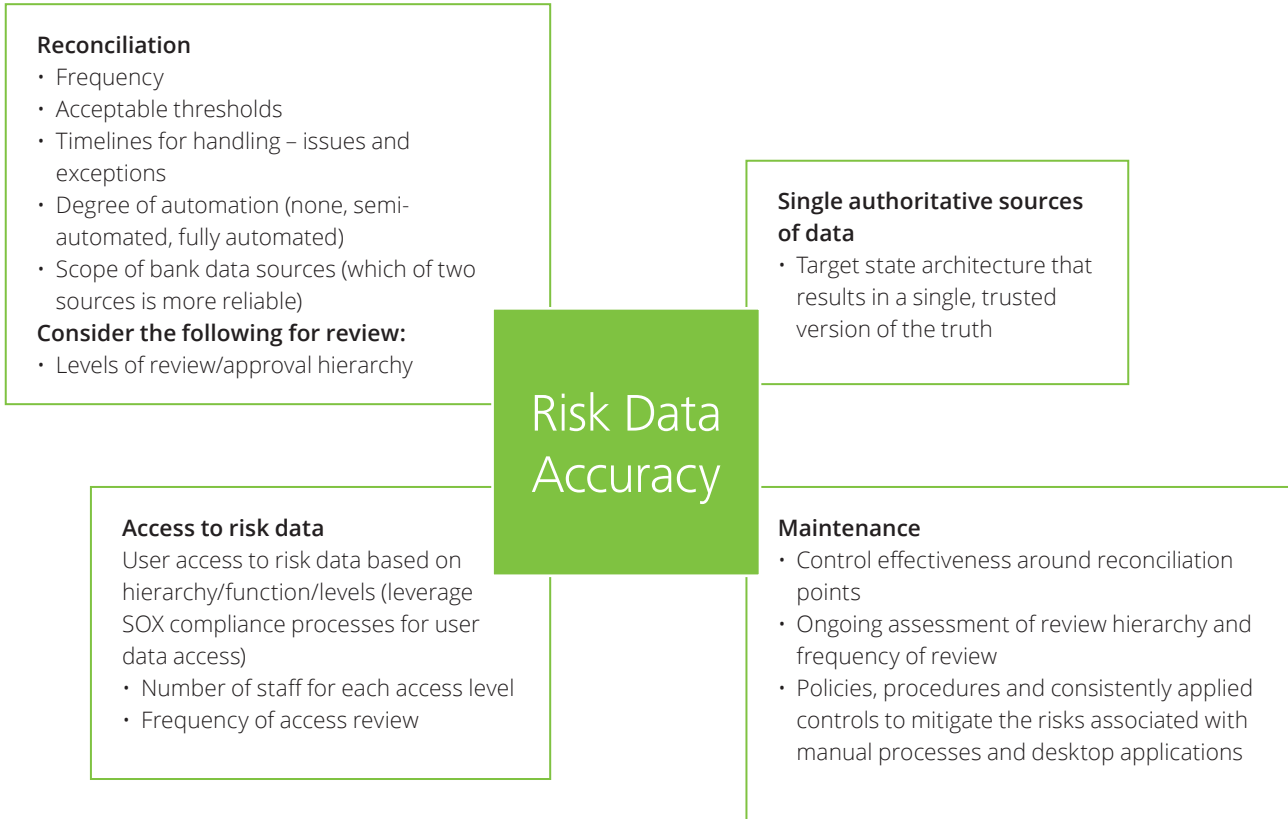 Reconciliation
• Frequency
• Acceptable thresholds
• Timelines for handling – issues and
exceptions
• Degree of automation (none, semi-
automated, fully automated)
• Scope of bank data sources (which of two
sources is more reliable)
Consider the following for review:
• Levels of review/approval hierarchy
Single authoritative sources
of data
• Target state architecture that
results in a single, trusted
version of the truth
Risk Data
Accuracy
Access to risk data
User access to risk data based on
hierarchy/function/levels (leverage
SOX compliance processes for user
data access)
• Number of staff for each access level
• Frequency of access review
Maintenance
• Control effectiveness around reconciliation
points
• Ongoing assessment of review hierarchy and
frequency of review
• Policies, procedures and consistently applied
controls to mitigate the risks associated with
manual processes and desktop applications